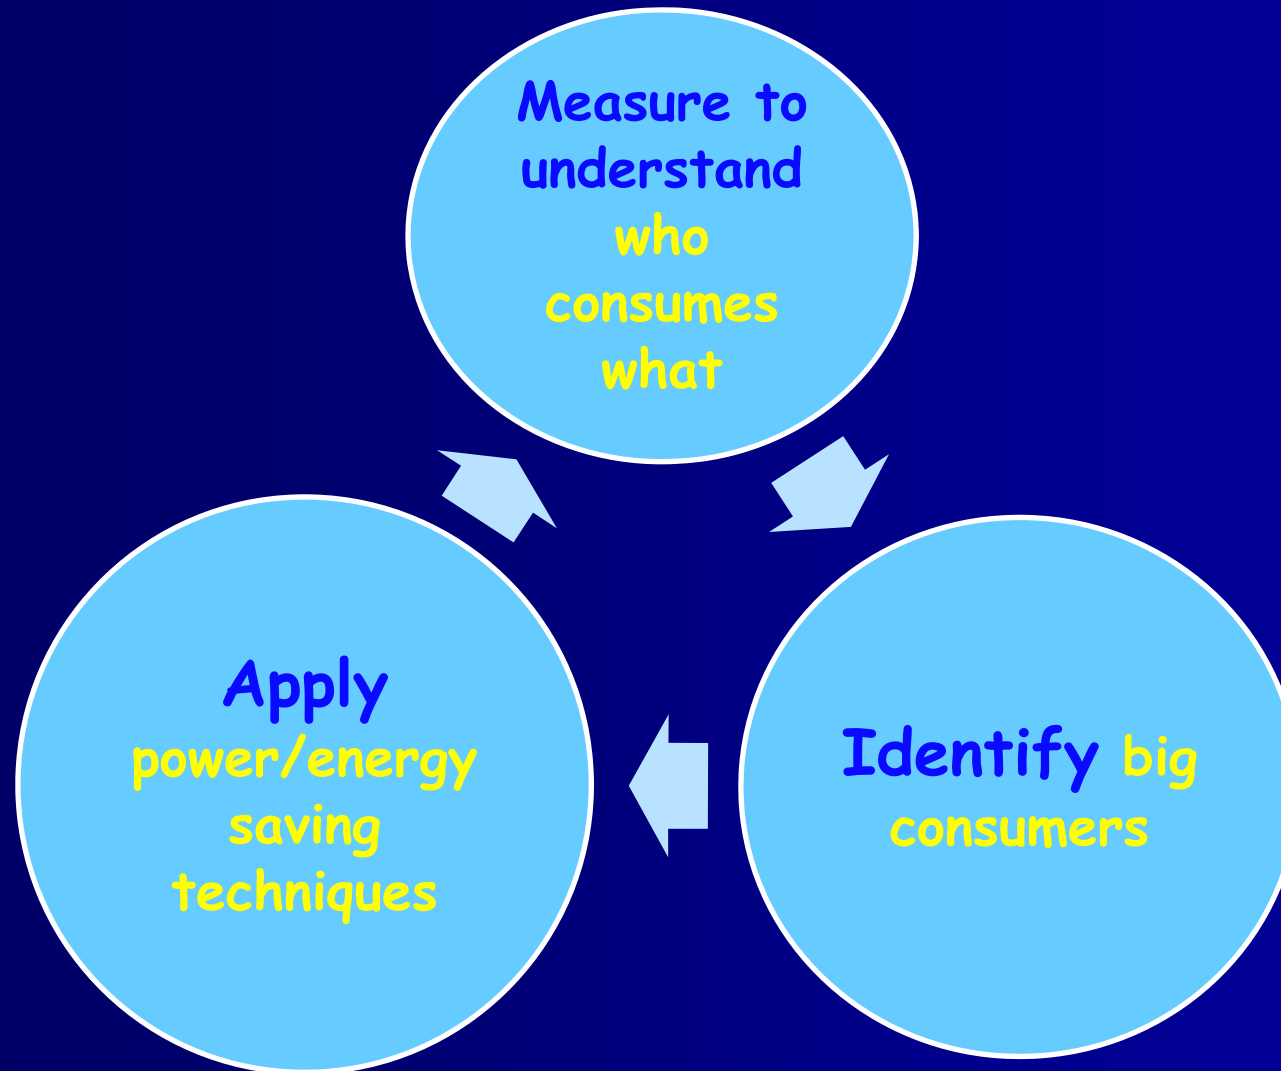 Measure to
understand
who
consumes
what
Identify big
consumers
Apply
power/energy
saving
techniques